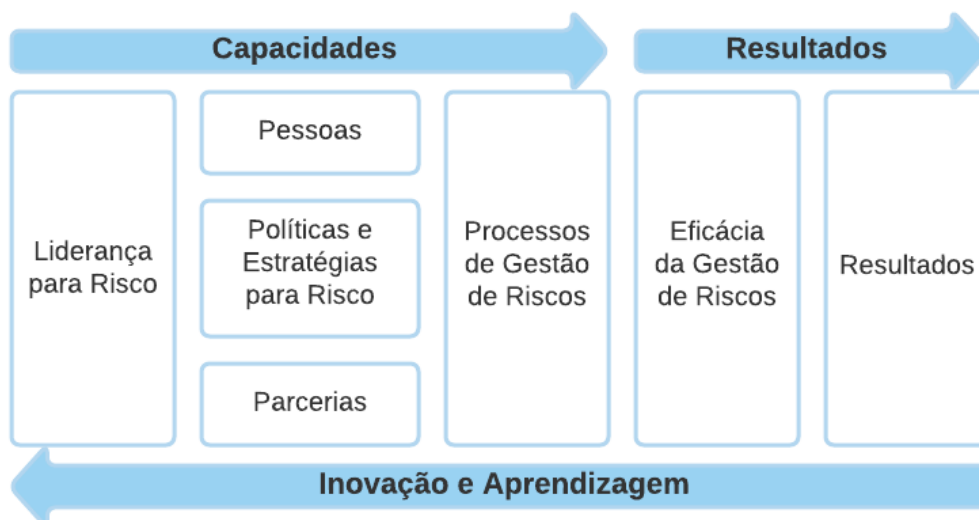 Capacidades
Resultados
Liderança
para Risco
Pessoas
Políticas e
Estratégias
para Risco
Parcerias
Processos
de Gestão
de Riscos
Eficácia
da Gestão
de Riscos
Resultados
Inovação e Aprendizagem